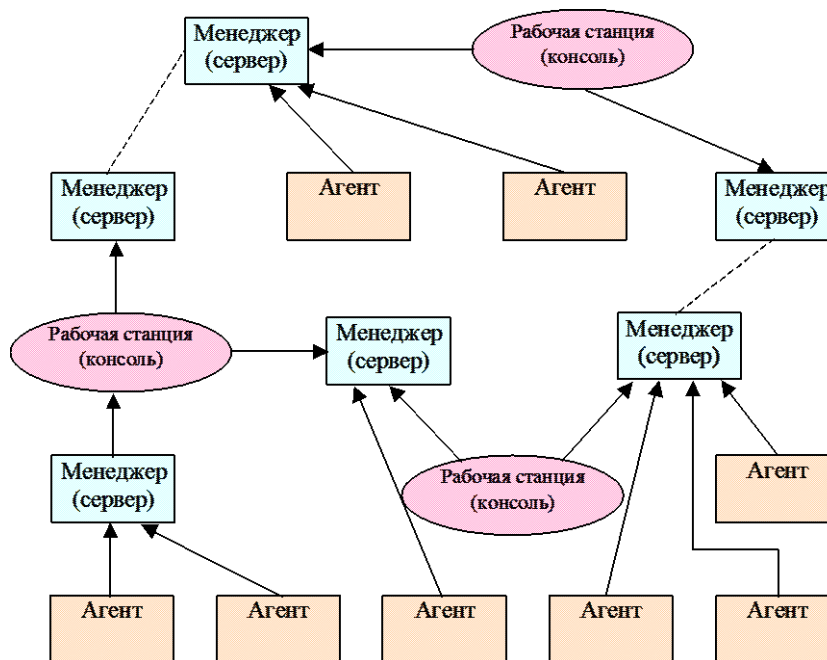 Менеджер
(сервер)
Рабочая станция
(консоль)
Менеджер
(сервер)
Агент
Агент
Менеджер
(сервер)
Рабочая станция
(консоль)
Менеджер
(сервер)
Менеджер
(сервер)
Менеджер
(сервер)
Рабочая станция
(консоль)
Агент
Агент
Агент
Агент
Агент
Агент